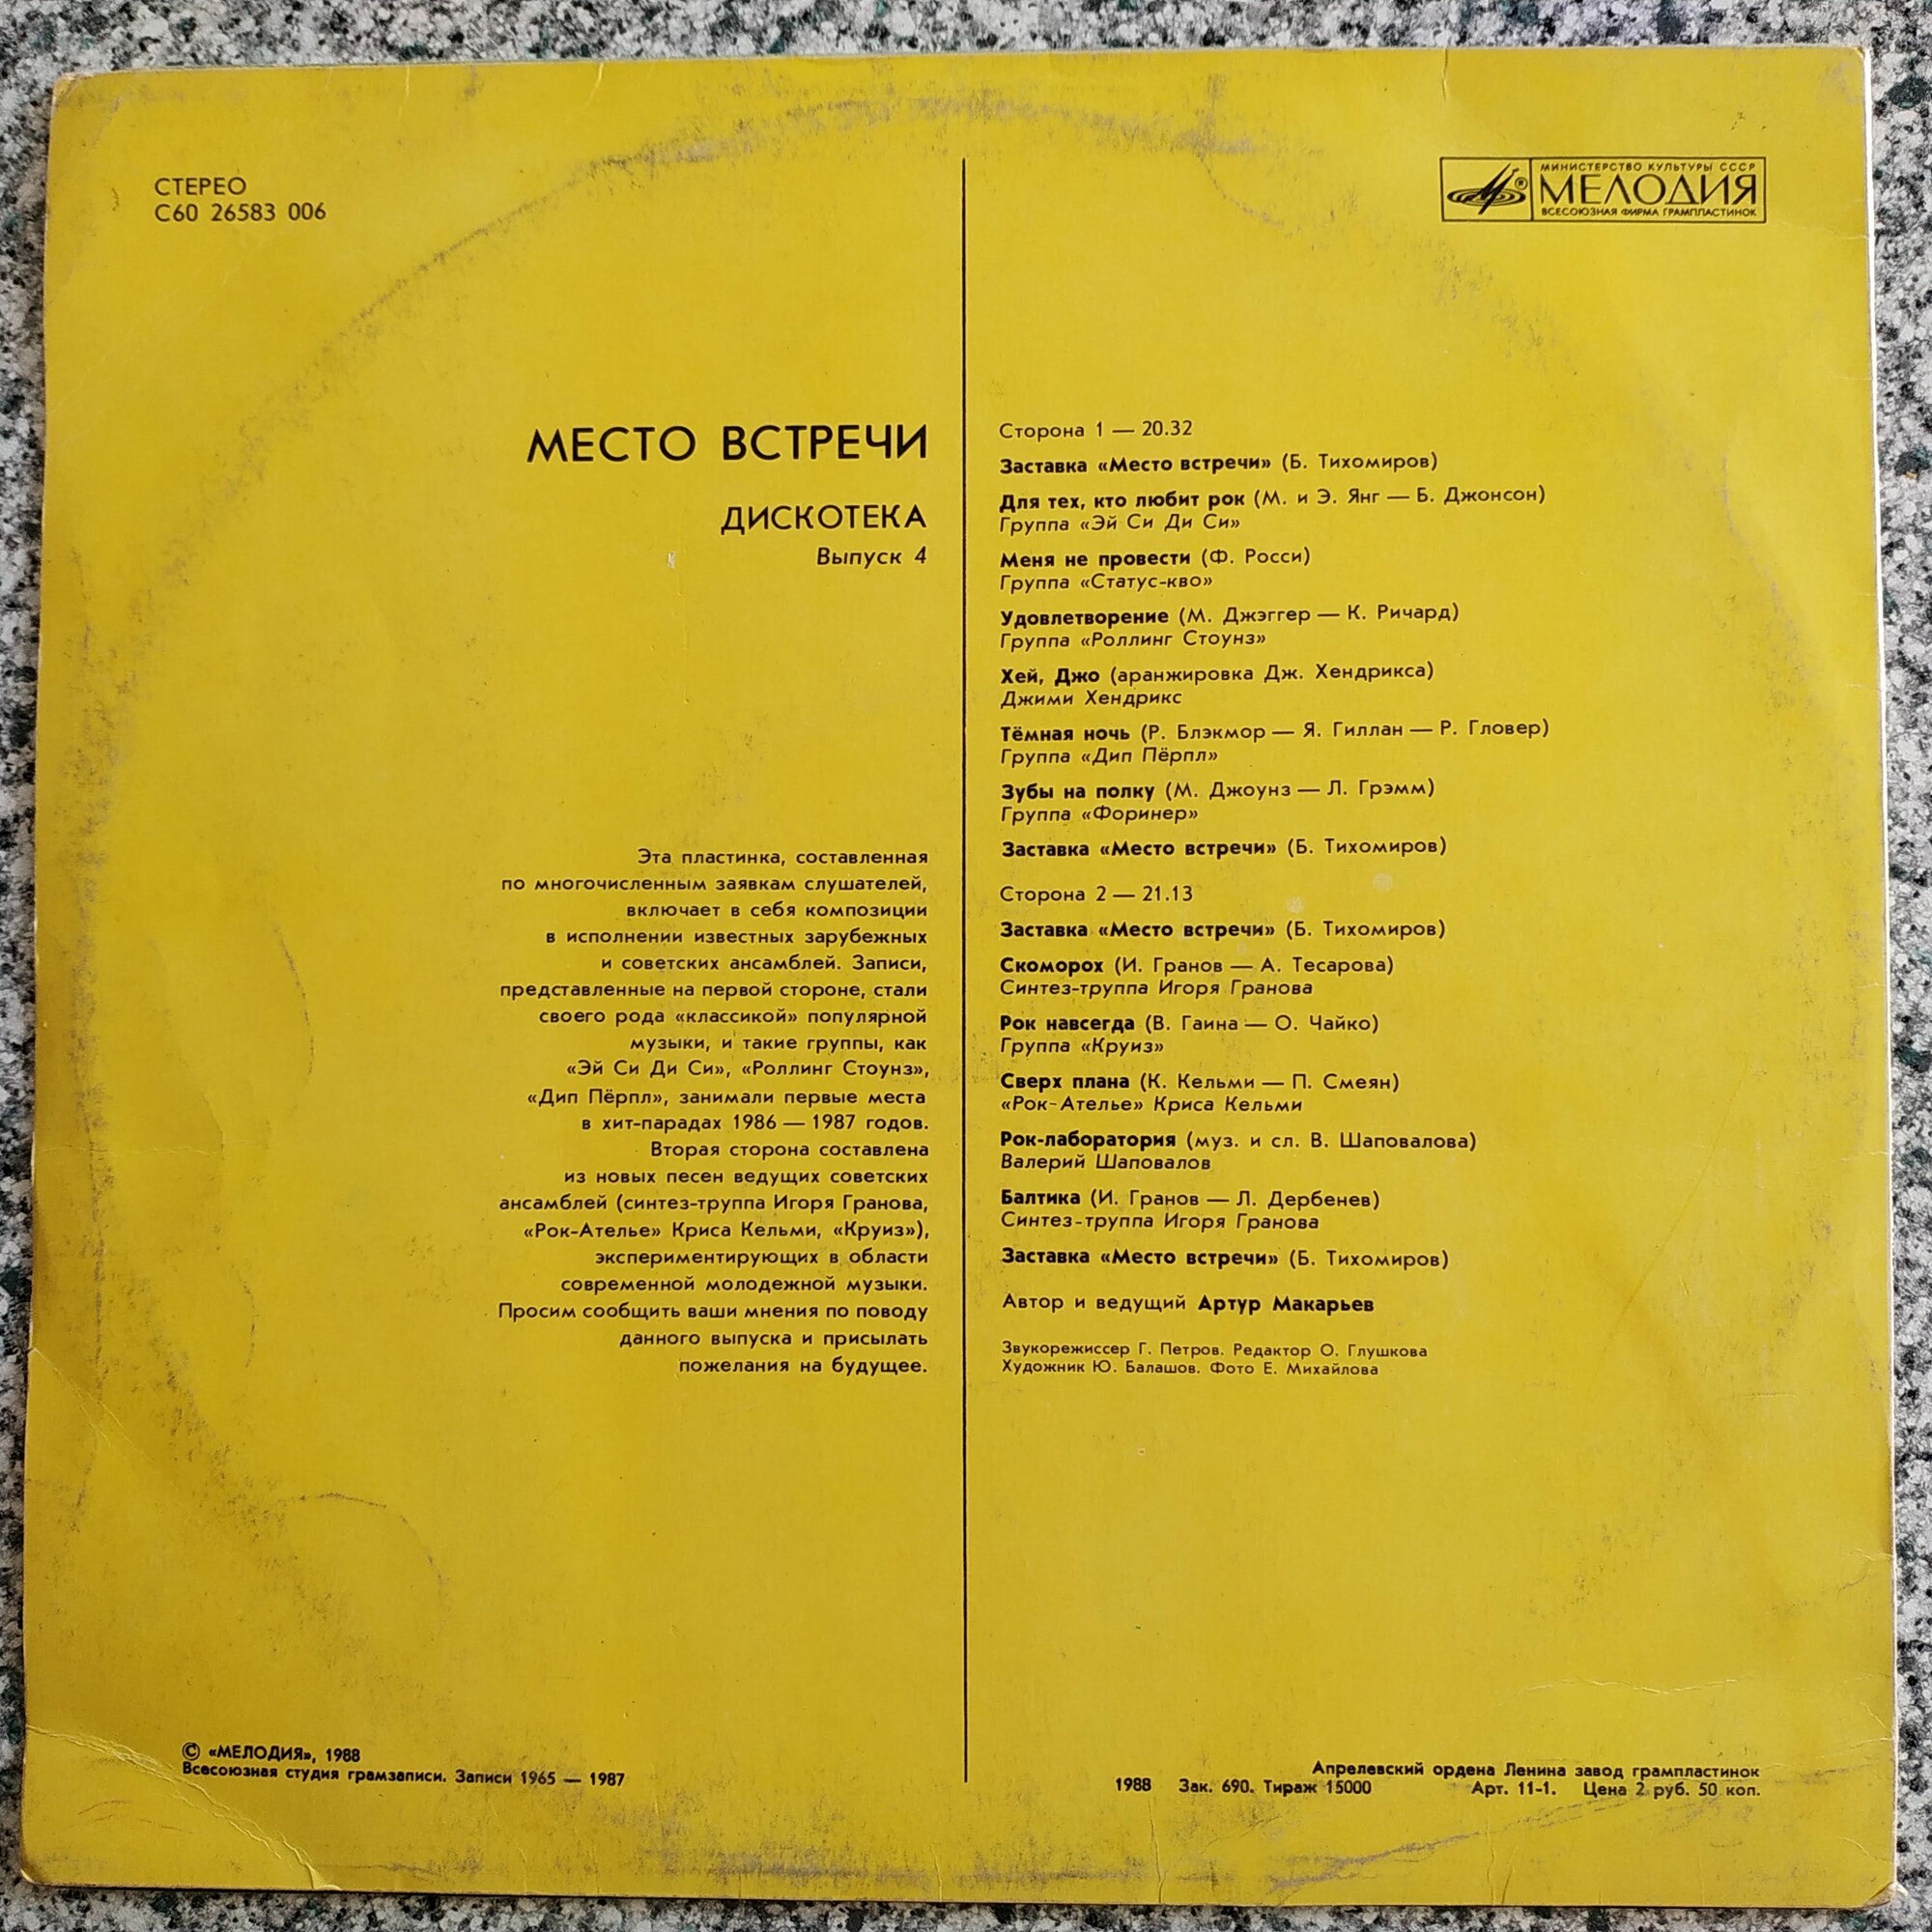 СТЕРЕО
С60 26583 006
МИНИСТЕРСТВО КУЛЬТУРЫ СССР
МЕЛОДИЯ
ВСЕСОЮЗНАЯ ФИРМА ГРАМПЛАСТИНОК
®
МЕСТО ВСТРЕЧИ
ДИСКОТЕКА
Выпуск 4
Эта пластинка, составленная
по многочисленным заявкам слушателей,
включает в себя композиции
в исполнении известных зарубежных
и советских ансамблей. Записи,
представленные на первой стороне, стали
своего рода «классикой» популярной
музыки, и такие группы, как
«Эй Си Ди Си», «Роллинг Стоунз»,
«Дип Пёрпл», занимали первые места
в хит-парадах 1986 — 1987 годов.
Вторая сторона составлена
из новых песен ведущих советских
ансамблей (синтез-труппа Игоря Гранова,
«Рок-Ателье» Криса Кельми, «Круиз»),
экспериментирующих в области
современной молодежной музыки.
Просим сообщить ваши мнения по поводу
данного выпуска и присылать
пожелания на будущее.
Сторона 1 — 20.32
Заставка «Место встречи» (Б. Тихомиров)
Для тех, кто любит рок (М. и Э. Янг — Б. Джонсон)
Группа «Эй Си Ди Си»
Меня не провести (Ф. Росси)
Группа «Статус-кво»
Удовлетворение (М. Джэггер — К. Ричард)
Группа «Роллинг Стоунз»
Хей, Джо (аранжировка Дж. Хендрикса)
Джими Хендрикс
Тёмная ночь (Р. Блэкмор — Я. Гиллан — Р. Гловер)
Группа «Дип Пёрпл»
Зубы на полку (М. Джоунз — Л. Грэмм)
Группа «Форинер»
Заставка «Место встречи» (Б. Тихомиров)
Сторона 2 — 21.13
Заставка «Место встречи» (Б. Тихомиров)
Скоморох (И. Гранов — А. Тесарова)
Синтез-труппа Игоря Гранова
Рок навсегда (В. Гаина — О. Чайко)
Группа «Круиз»
Сверх плана (К. Кельми — П. Смеян)
«Рок-Ателье» Криса Кельми
Рок-лаборатория (муз. и сл. В. Шаповалова)
Валерий Шаповалов
Балтика (И. Гранов — Л. Дербенев)
Синтез-труппа Игоря Гранова
Заставка «Место встречи» (Б. Тихомиров)
Автор и ведущий Артур Макарьев
Звукорежиссер Г. Петров. Редактор О. Глушкова
Художник Ю. Балашов. Фото Е. Михайлова
© «МЕЛОДИЯ», 1988
Всесоюзная студия грамзаписи. Записи 1965 — 1987
Апрелевский ордена Ленина завод грампластинок
1988 Зак. 690. Тираж 15000 Арт. 11-1. Цена 2 руб. 50 коп.